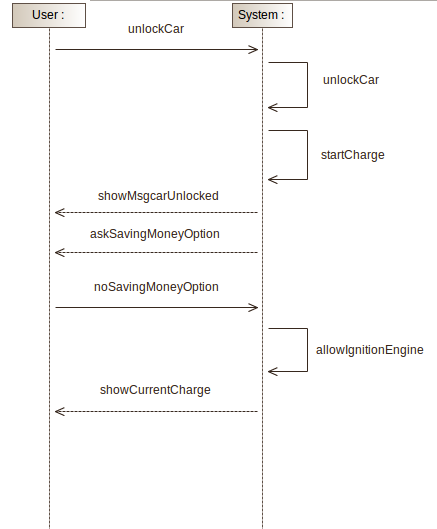 User :
System :
unlockCar
unlockCar
startCharge
showMsgcarUnlocked
askSavingMoneyOption
noSavingMoneyOption
allowIgnitionEngine
showCurrentCharge